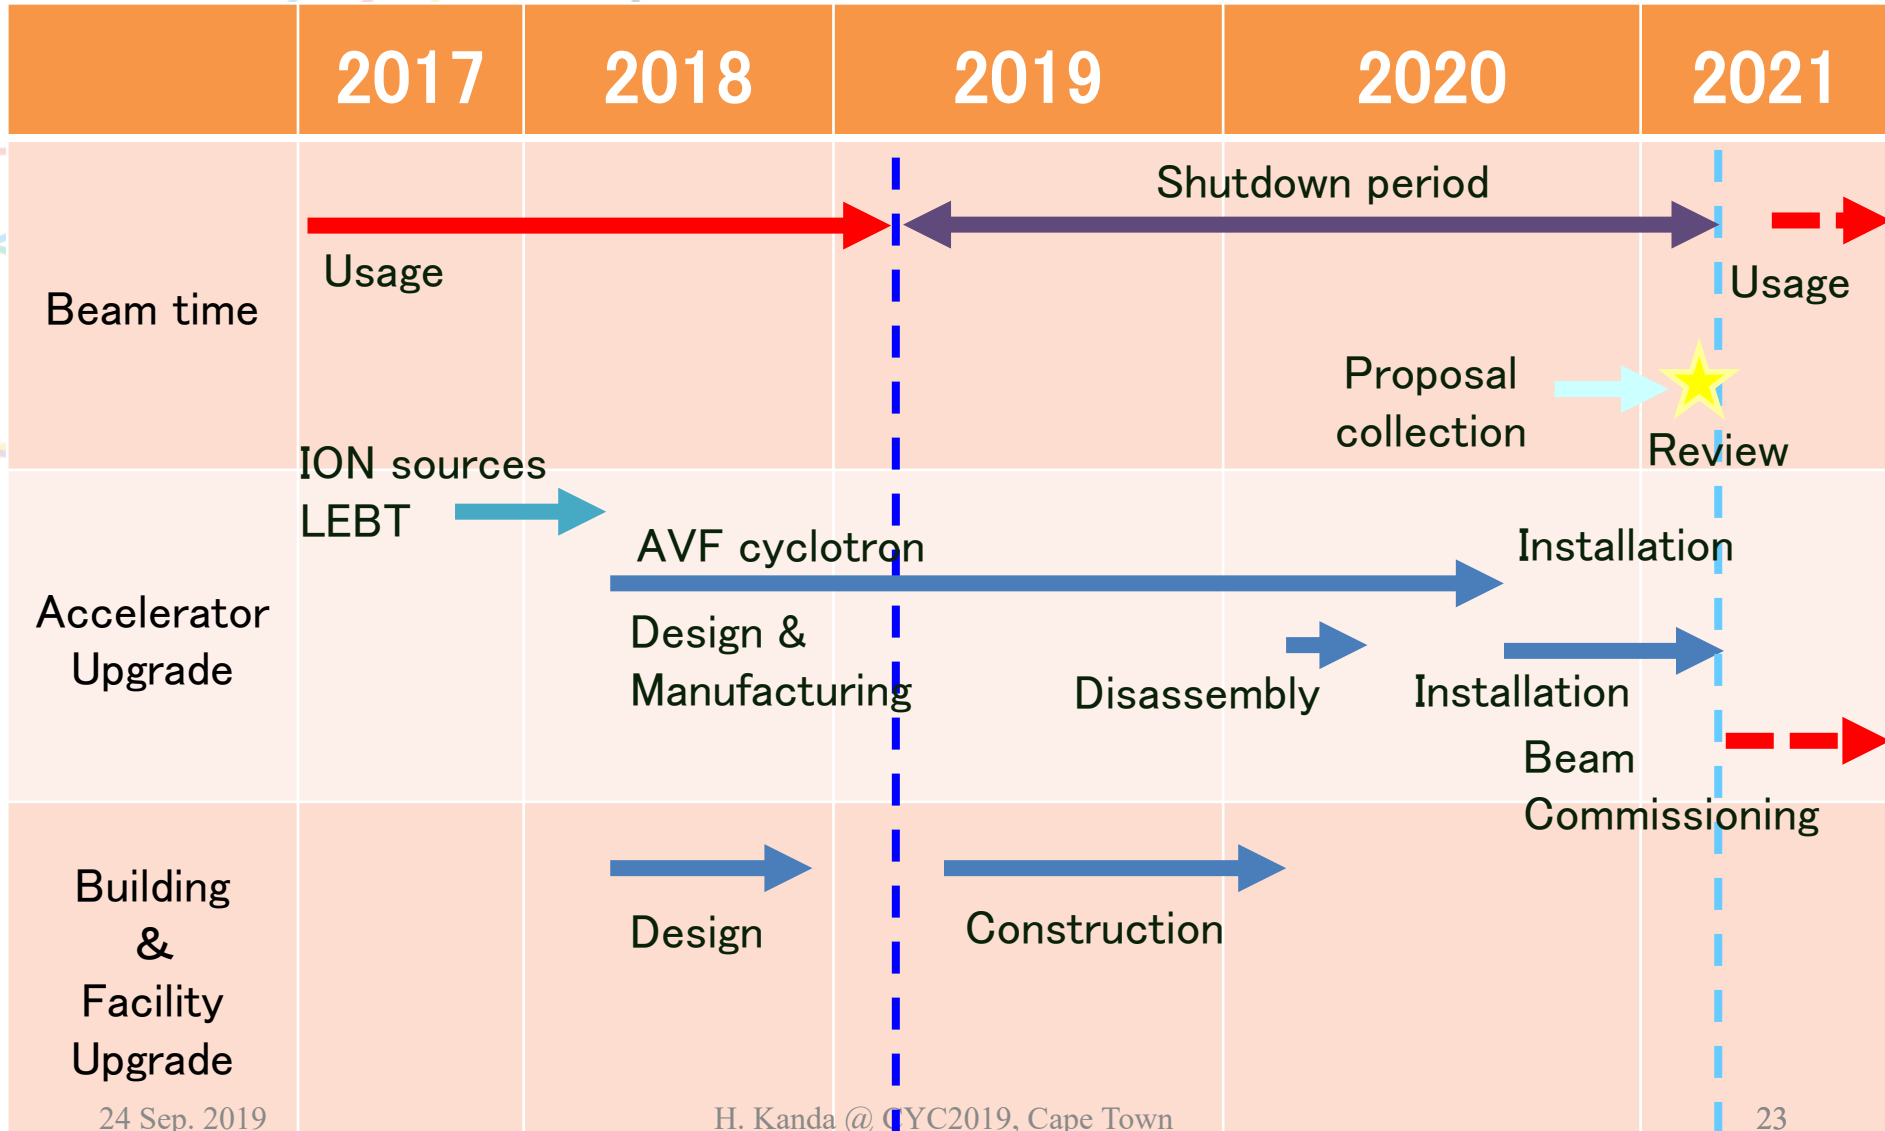 2017 2018 2019 2020 2021
Beam time
Usage
Shutdown period
Usage
Proposal
collection
Review
Accelerator
Upgrade
ION sources
LEBT
AVF cyclotron
Design &
Manufacturing
Disassembly
Installation
Installation
Beam
Commissioning
Building
&
Facility
Upgrade
Design
Construction
24 Sep. 2019
H. Kanda @ CYC2019, Cape Town
23